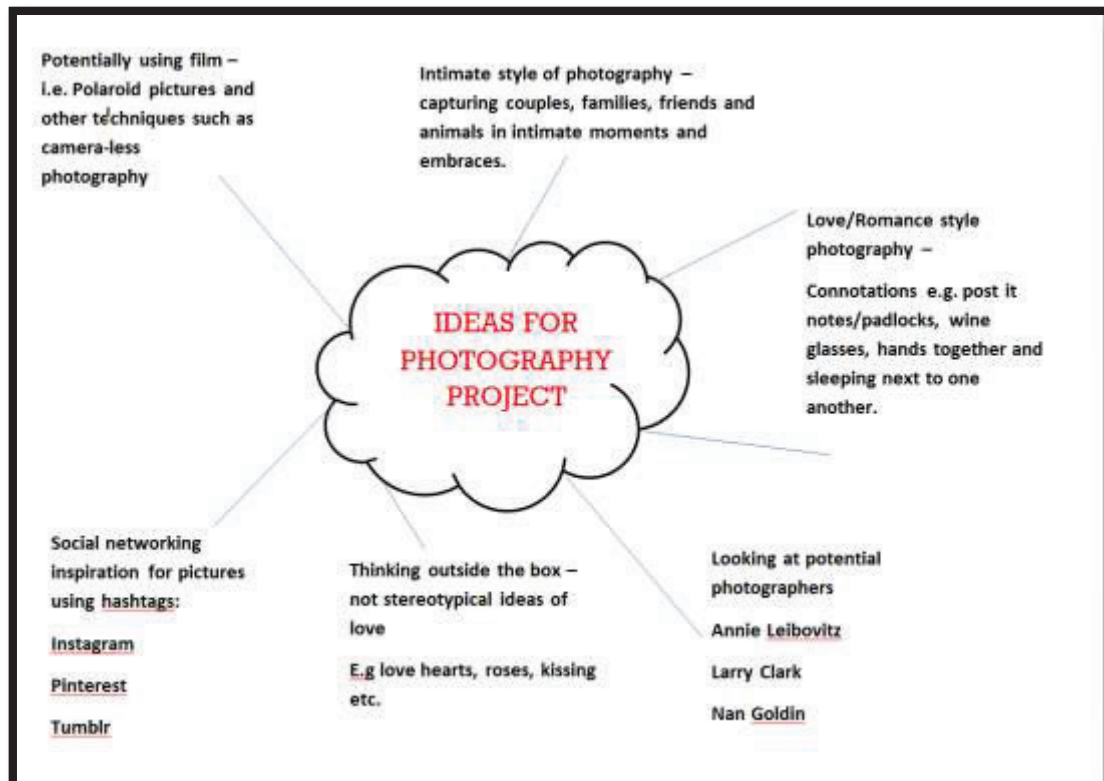 Potentially using film –
i.e. Polaroid pictures and
other techniques such as
camera-less
photography
Intimate style of photography –
capturing couples, families, friends and
animals in intimate moments and
embraces.
Love/Romance style
photography –
Connotations e.g. post it
notes/padlocks, wine
glasses, hands together and
sleeping next to one
another.
IDEAS FOR
PHOTOGRAPHY
PROJECT
Social networking
inspiration for pictures
using hashtags:
Instagram
Pinterest
Tumblr
Thinking outside the box –
not stereotypical ideas of
love
E.g love hearts, roses, kissing
etc.
Looking at potential
photographers
Annie Leibovitz
Larry Clark
Nan Goldin